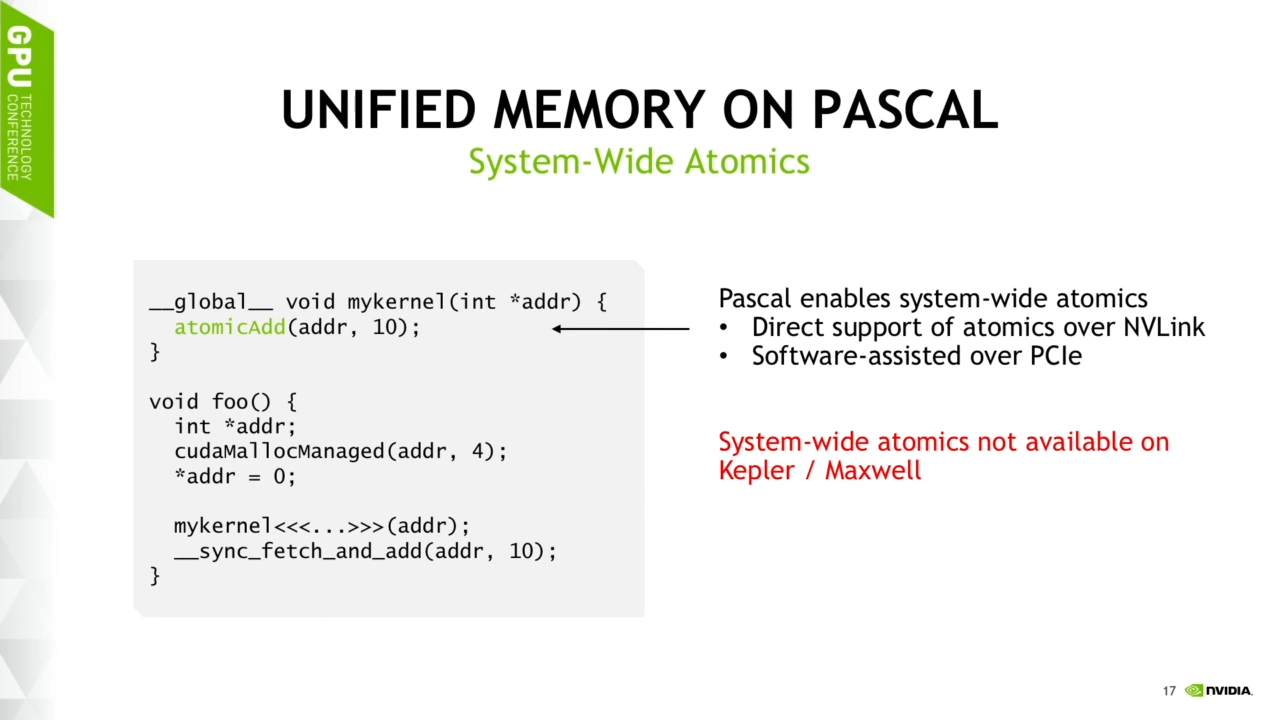 GPU TECHNOLOGY
CONFERENCE
UNIFIED MEMORY ON PASCAL
System-Wide Atomics
__global__ void mykernel(int *addr) {
  atomicAdd(addr, 10);
}
void foo() {
  int *addr;
  cudaMallocManaged(addr, 4);
  *addr = 0;
  mykernel<<<...>>>(addr);
  __sync_fetch_and_add(addr, 10);
}
Pascal enables system-wide atomics
• Direct support of atomics over NVLink
• Software-assisted over PCIe
System-wide atomics not available on
Kepler / Maxwell
17
NVIDIA.